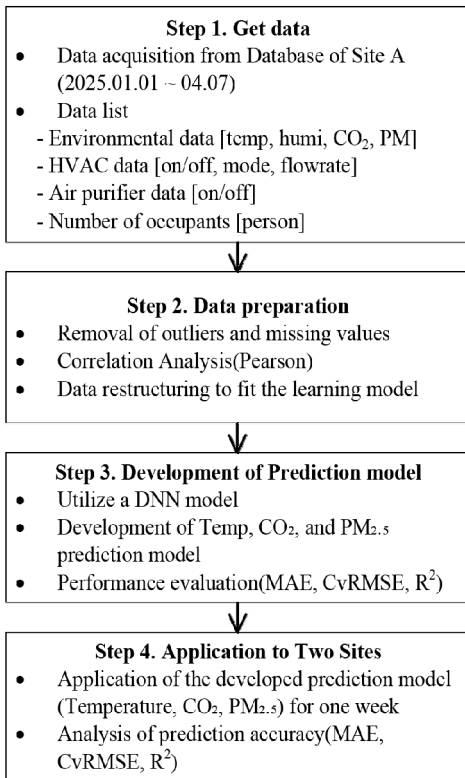 Step 1. Get data
• Data acquisition from Database of Site A
(2025.01.01 ~ 04.07)
• Data list
- Environmental data [temp, humi, CO₂, PM]
- HVAC data [on/off, mode, flowrate]
- Air purifier data [on/off]
- Number of occupants [person]
Step 2. Data preparation
• Removal of outliers and missing values
• Correlation Analysis(Pearson)
• Data restructuring to fit the learning model
Step 3. Development of Prediction model
• Utilize a DNN model
• Development of Temp, CO₂, and PM₂.₅
prediction model
• Performance evaluation(MAE, CvRMSE, R²)
Step 4. Application to Two Sites
• Application of the developed prediction model
(Temperature, CO₂, PM₂.₅) for one week
• Analysis of prediction accuracy(MAE,
CvRMSE, R²)